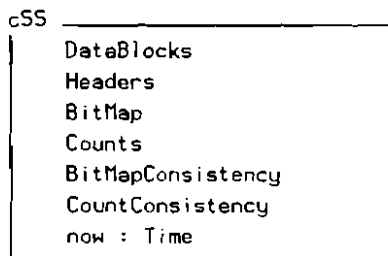 cSS
DataBlocks
Headers
BitMap
Counts
BitMapConsistency
CountConsistency
now : Time